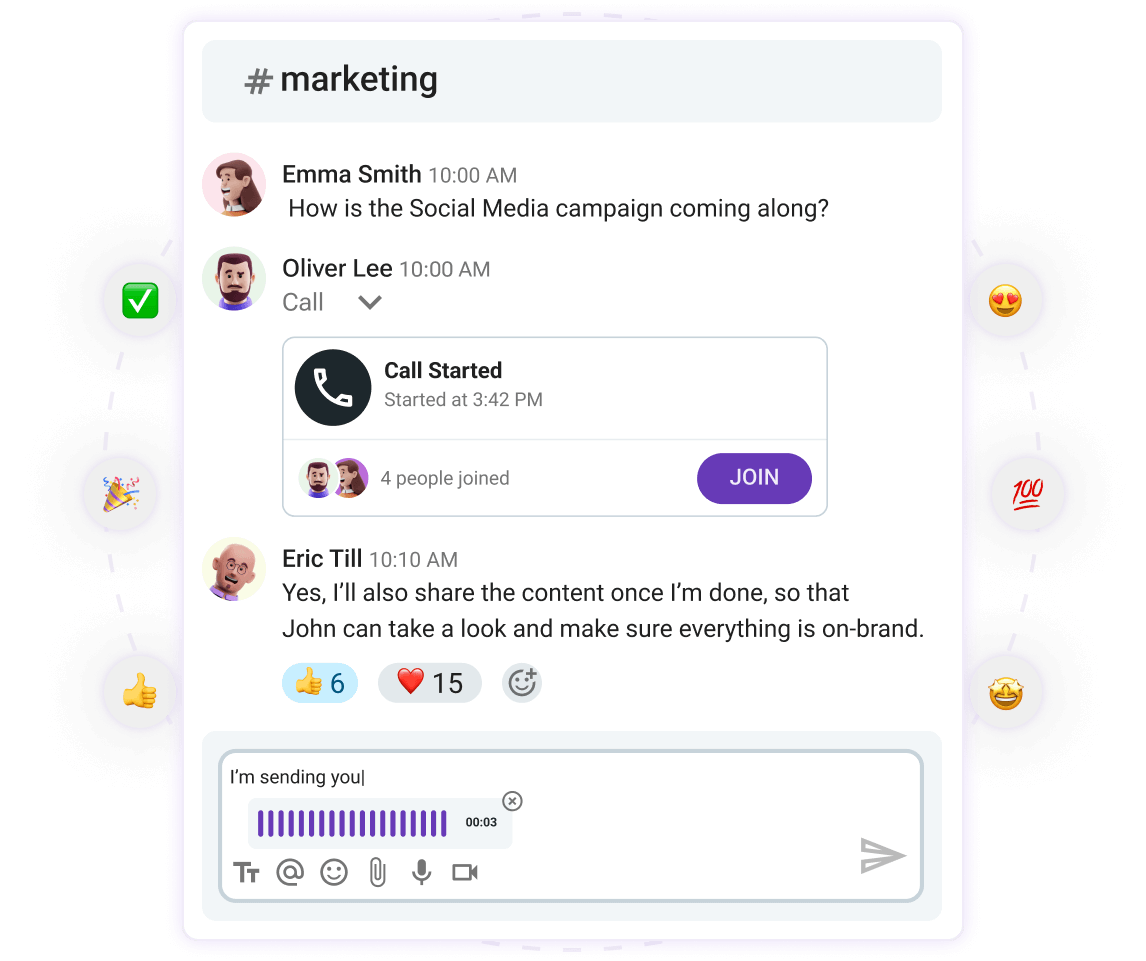 # marketing
Emma Smith 10:00 AM
How is the Social Media campaign coming along?
Oliver Lee 10:00 AM
Call
Call Started
Started at 3:42 PM
4 people joined
JOIN
Eric Till 10:10 AM
Yes, I’ll also share the content once I’m done, so that
John can take a look and make sure everything is on-brand.
👍 6
❤️ 15
I’m sending you|
00:03